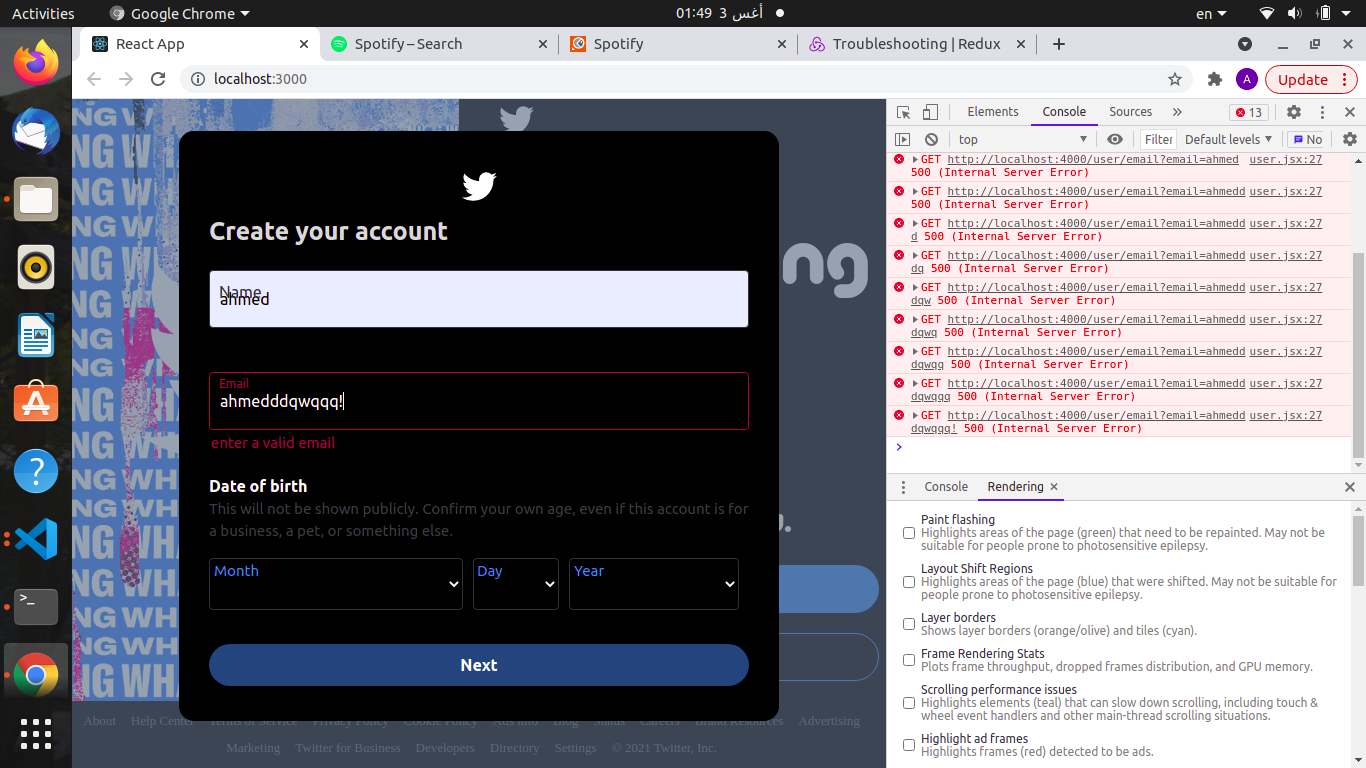 Activities
Google Chrome
01:49 3 أغس
en
React App
Spotify – Search
Spotify
Troubleshooting | Redux
localhost:3000
A
Update
Create your account
Name
ahmed
Email
ahmedddqwqqq!
enter a valid email
Date of birth
This will not be shown publicly. Confirm your own age, even if this account is for
a business, a pet, or something else.
Month
Day
Year
Next
ng
About
Help Center
Terms of Service
Privacy Policy
Cookie Policy
Ads info
Blog
Status
Careers
Brand Resources
Advertising
Marketing
Twitter for Business
Developers
Directory
Settings
© 2021 Twitter, Inc.
Elements
Console
Sources
13
top
Filter
Default levels
No
GET http://localhost:4000/user/email?email=ahmed user.jsx:27
500 (Internal Server Error)
GET http://localhost:4000/user/email?email=ahmedd user.jsx:27
500 (Internal Server Error)
GET http://localhost:4000/user/email?email=ahmedd user.jsx:27
d 500 (Internal Server Error)
GET http://localhost:4000/user/email?email=ahmedd user.jsx:27
dq 500 (Internal Server Error)
GET http://localhost:4000/user/email?email=ahmedd user.jsx:27
dqw 500 (Internal Server Error)
GET http://localhost:4000/user/email?email=ahmedd user.jsx:27
dqwq 500 (Internal Server Error)
GET http://localhost:4000/user/email?email=ahmedd user.jsx:27
dqwqq 500 (Internal Server Error)
GET http://localhost:4000/user/email?email=ahmedd user.jsx:27
dqwqqq 500 (Internal Server Error)
GET http://localhost:4000/user/email?email=ahmedd user.jsx:27
dqwqqq! 500 (Internal Server Error)
Console
Rendering
Paint flashing
Highlights areas of the page (green) that need to be repainted. May not be
suitable for people prone to photosensitive epilepsy.
Layout Shift Regions
Highlights areas of the page (blue) that were shifted. May not be suitable for
people prone to photosensitive epilepsy.
Layer borders
Shows layer borders (orange/olive) and tiles (cyan).
Frame Rendering Stats
Plots frame throughput, dropped frames distribution, and GPU memory.
Scrolling performance issues
Highlights elements (teal) that can slow down scrolling, including touch &
wheel event handlers and other main-thread scrolling situations.
Highlight ad frames
Highlights frames (red) detected to be ads.